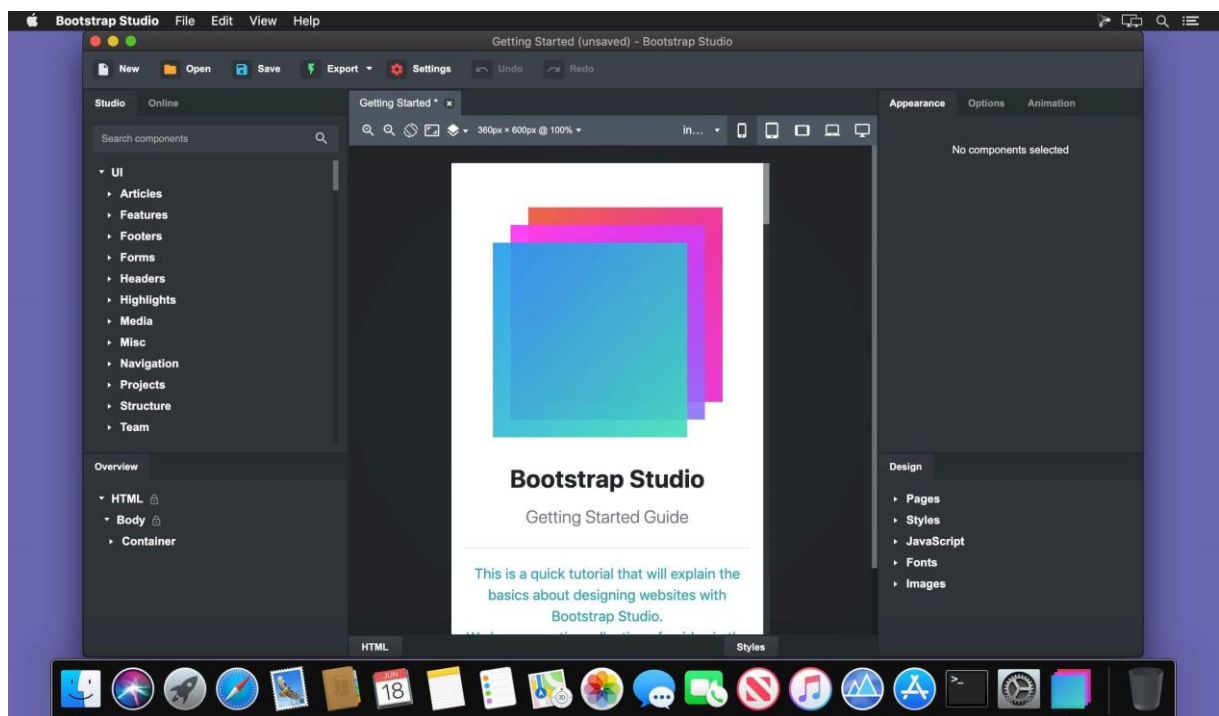 Bootstrap Studio File Edit View Help
Getting Started (unsaved) - Bootstrap Studio
New Open Save Export Settings Undo Redo
Studio Online
Search components
UI
Articles
Features
Footers
Forms
Headers
Highlights
Media
Misc
Navigation
Projects
Structure
Team
Overview
HTML
Body
Container
Getting Started *
360px × 600px @ 100%
in...
Bootstrap Studio
Getting Started Guide
This is a quick tutorial that will explain the
basics about designing websites with
Bootstrap Studio.
HTML Styles
Appearance Options Animation
No components selected
Design
Pages
Styles
JavaScript
Fonts
Images
JUN
18
3D
>_